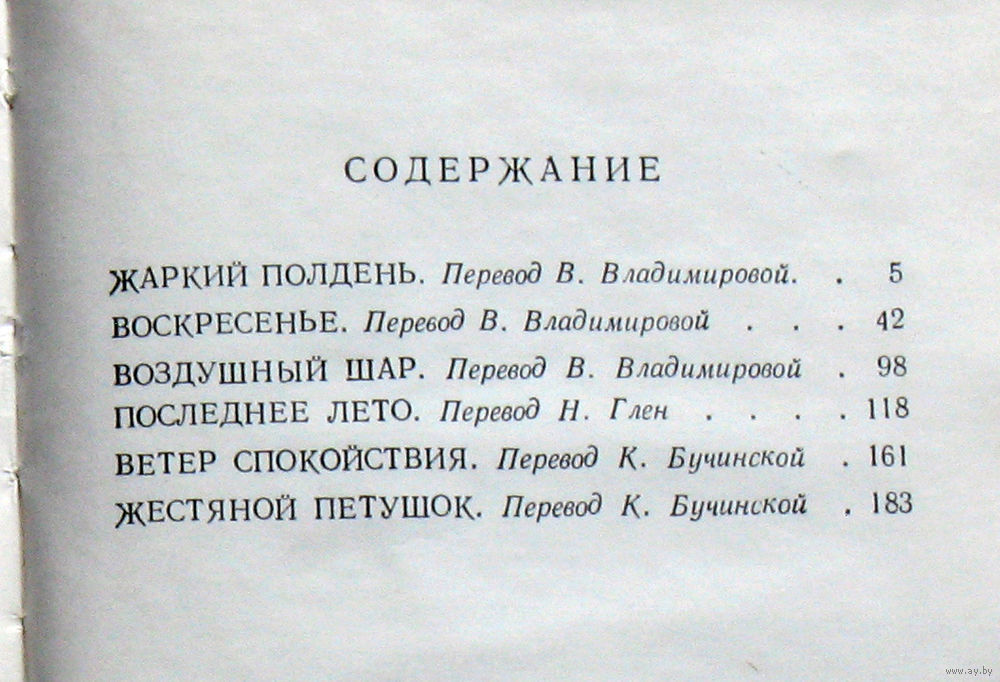 СОДЕРЖАНИЕ
ЖАРКИЙ ПОЛДЕНЬ. Перевод В. Владимировой. . 5
ВОСКРЕСЕНЬЕ. Перевод В. Владимировой . . . 42
ВОЗДУШНЫЙ ШАР. Перевод В. Владимировой . 98
ПОСЛЕДНЕЕ ЛЕТО. Перевод Н. Глен . . . . 118
ВЕТЕР СПОКОЙСТВИЯ. Перевод К. Бучинской . 161
ЖЕСТЯНОЙ ПЕТУШОК. Перевод К. Бучинской . 183
www.ay.by